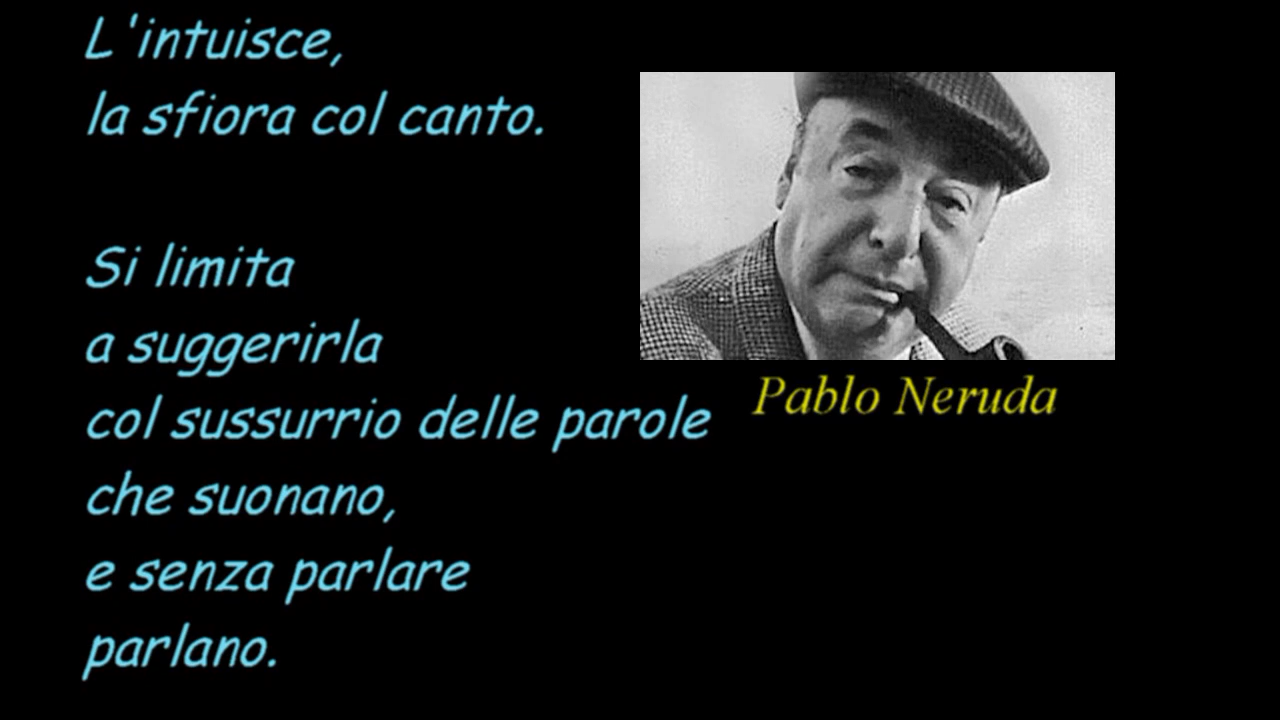 L'intuisce,
la sfiora col canto.
Si limita
a suggerirla
col sussurrio delle parole
che suonano,
e senza parlare
parlano.
Pablo Neruda